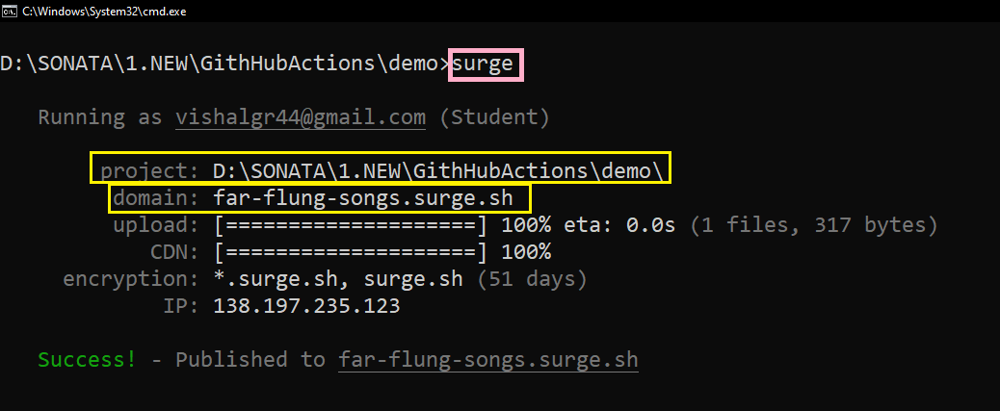 C:\Windows\System32\cmd.exe
D:\SONATA\1.NEW\GithHubActions\demo>surge
Running as vishalgr44@gmail.com (Student)
project: D:\SONATA\1.NEW\GithHubActions\demo\
domain: far-flung-songs.surge.sh
upload: [====================] 100% eta: 0.0s (1 files, 317 bytes)
CDN: [====================] 100%
encryption: *.surge.sh, surge.sh (51 days)
IP: 138.197.235.123
Success! - Published to far-flung-songs.surge.sh